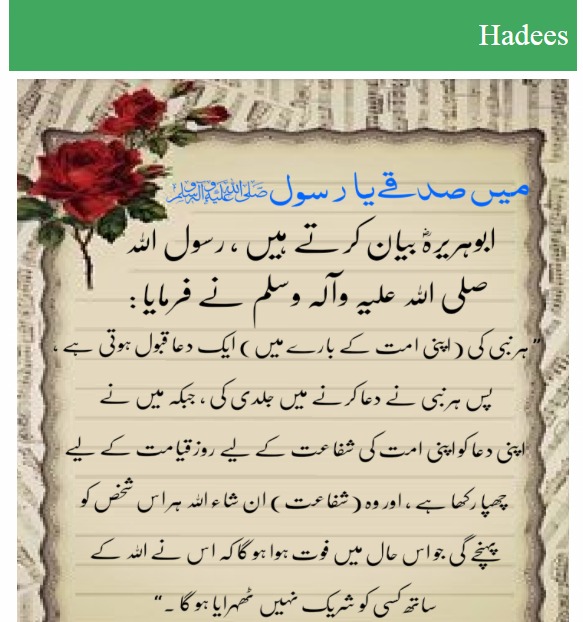 Hadees
میں صدقے یا رسول صلی اللہ علیہ وآلہ وسلم
ابوہریرہؓ بیان کرتے ہیں ، رسول اللہ
صلی اللہ علیہ وآلہ وسلم نے فرمایا :
” ہر نبی کی ( اپنی امت کے بارے میں ) ایک دعا قبول ہوتی ہے ،
پس ہر نبی نے دعا کرنے میں جلدی کی ، جبکہ میں نے
اپنی دعا کو اپنی امت کی شفاعت کے لیے روز قیامت کے لیے
چھپا رکھا ہے ، اور وہ ( شفاعت ) ان شاء اللہ ہر اس شخص کو
پہنچے گی جو اس حال میں فوت ہوا ہو گا کہ اس نے اللہ کے
ساتھ کسی کو شریک نہیں ٹھہرایا ہو گا ۔“